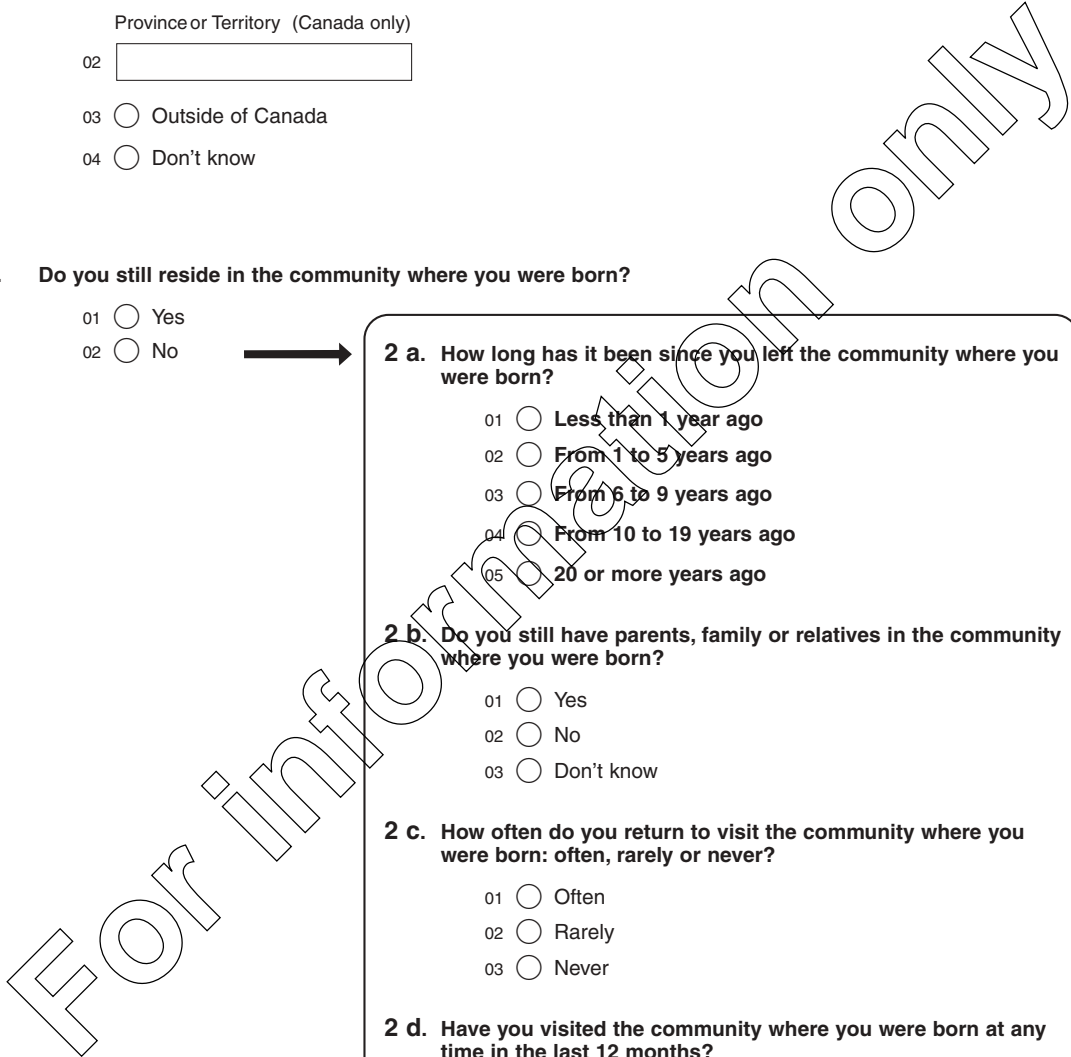 Province or Territory (Canada only)
02
03 Outside of Canada
04 Don't know
Do you still reside in the community where you were born?
01 Yes
02 No
2 a. How long has it been since you left the community where you
were born?
01 Less than 1 year ago
02 From 1 to 5 years ago
03 From 6 to 9 years ago
04 From 10 to 19 years ago
05 20 or more years ago
2 b. Do you still have parents, family or relatives in the community
where you were born?
01 Yes
02 No
03 Don't know
2 c. How often do you return to visit the community where you
were born: often, rarely or never?
01 Often
02 Rarely
03 Never
2 d. Have you visited the community where you were born at any
time in the last 12 months?
For information only